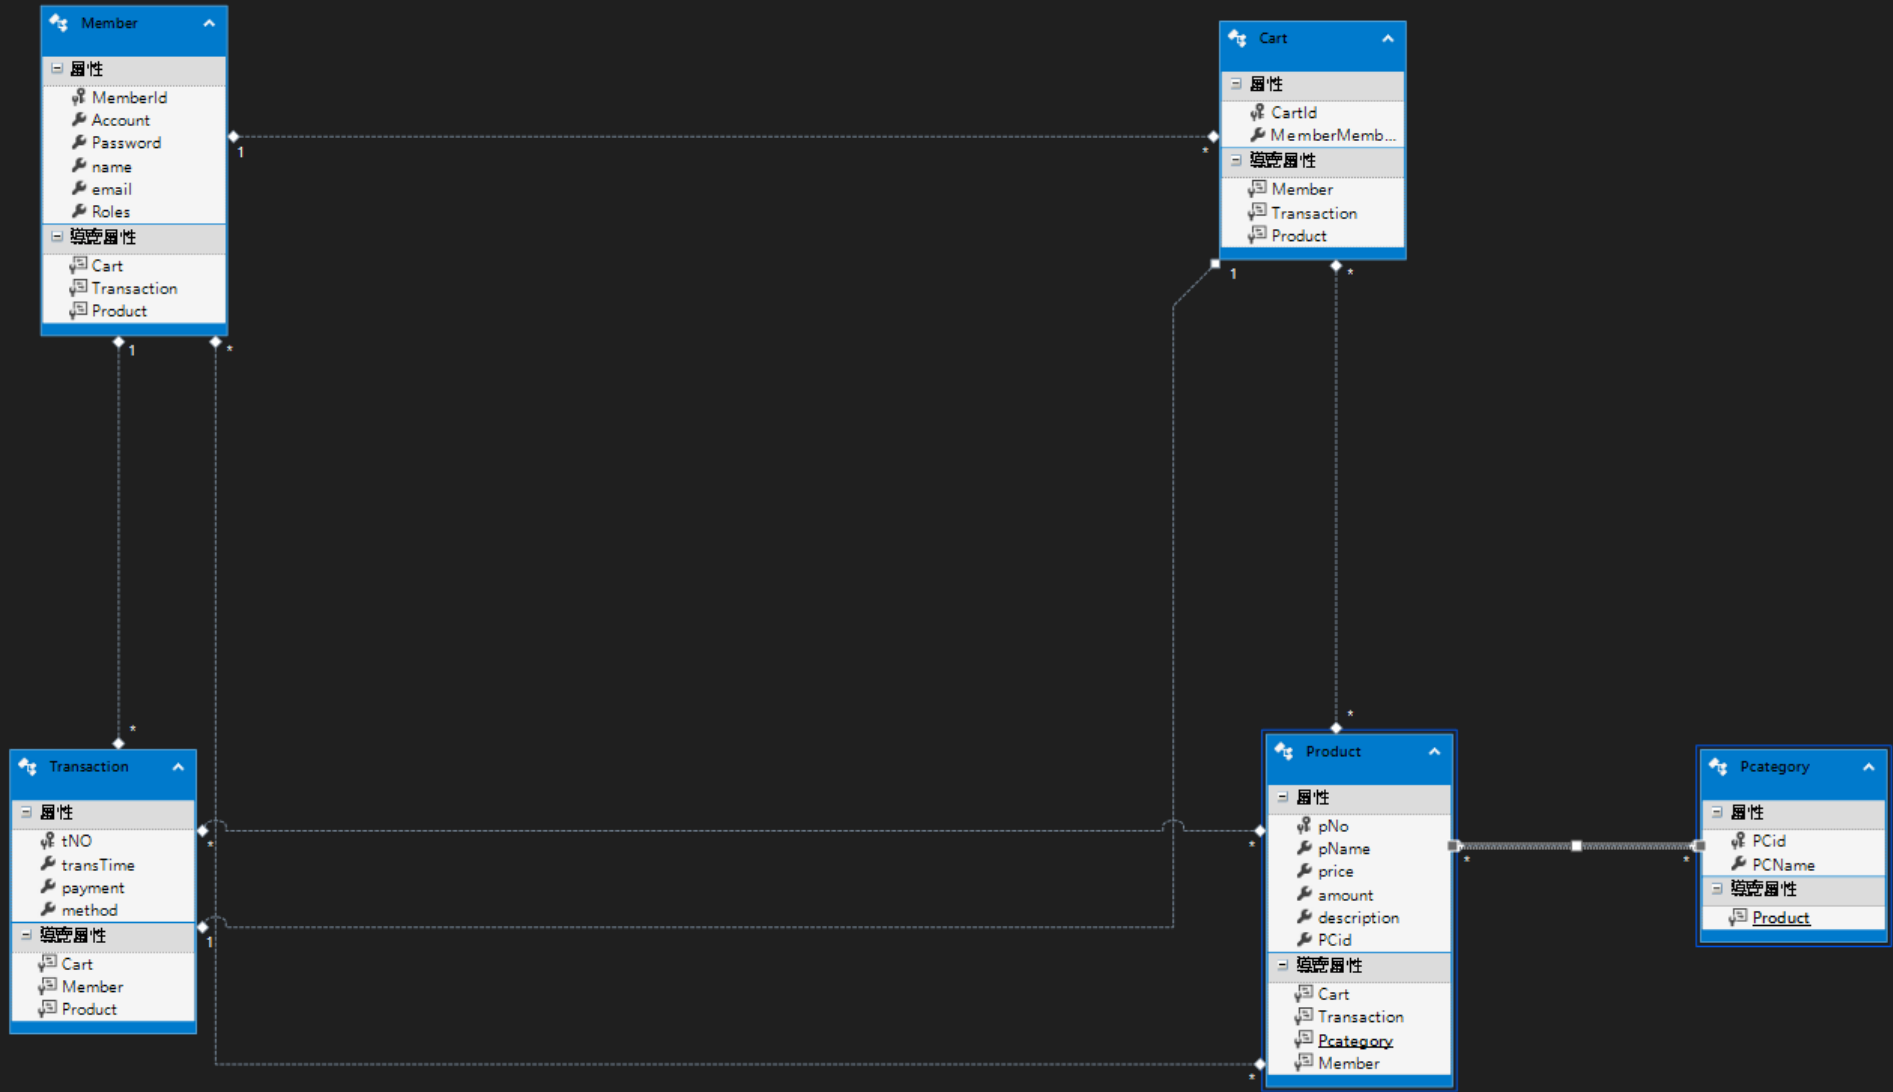 Member
屬性
MemberId
Account
Password
name
email
Roles
導覽屬性
Cart
Transaction
Product
1
*
1
*
Cart
屬性
CartId
MemberMemb...
導覽屬性
Member
Transaction
Product
1
*
*
*
Transaction
屬性
tNO
transTime
payment
method
導覽屬性
Cart
Member
Product
*
1
*
*
Product
屬性
pNo
pName
price
amount
description
PCid
導覽屬性
Cart
Transaction
Pcategory
Member
*
*
Pcategory
屬性
PCid
PCName
導覽屬性
Product